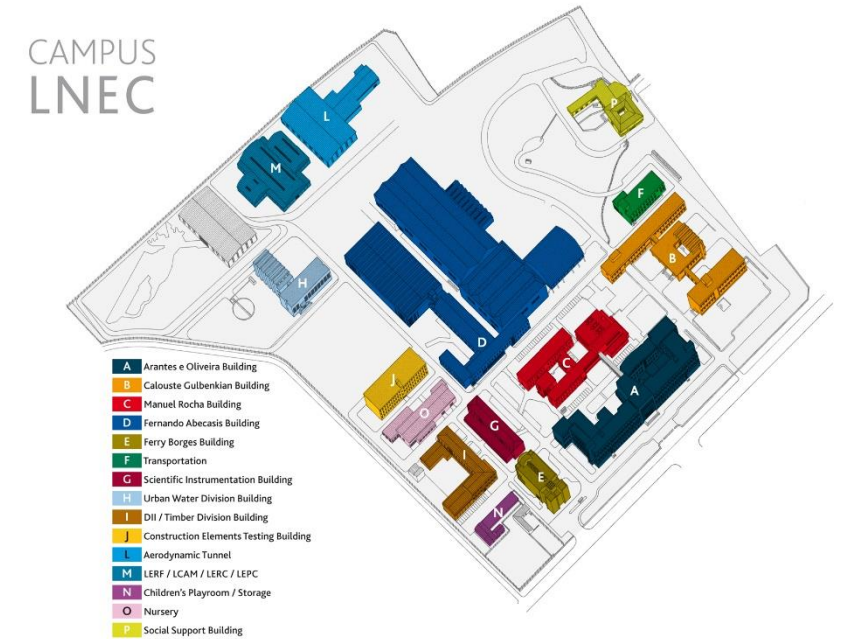 CAMPUS
LNEC
P
L
M
F
B
H
D
C
J
A
O
G
I
E
N
A Arantes e Oliveira Building
B Calouste Gulbenkian Building
C Manuel Rocha Building
D Fernando Abecasis Building
E Ferry Borges Building
F Transportation
G Scientific Instrumentation Building
H Urban Water Division Building
I DII / Timber Division Building
J Construction Elements Testing Building
L Aerodynamic Tunnel
M LERF / LCAM / LERC / LEPC
N Children's Playroom / Storage
O Nursery
P Social Support Building